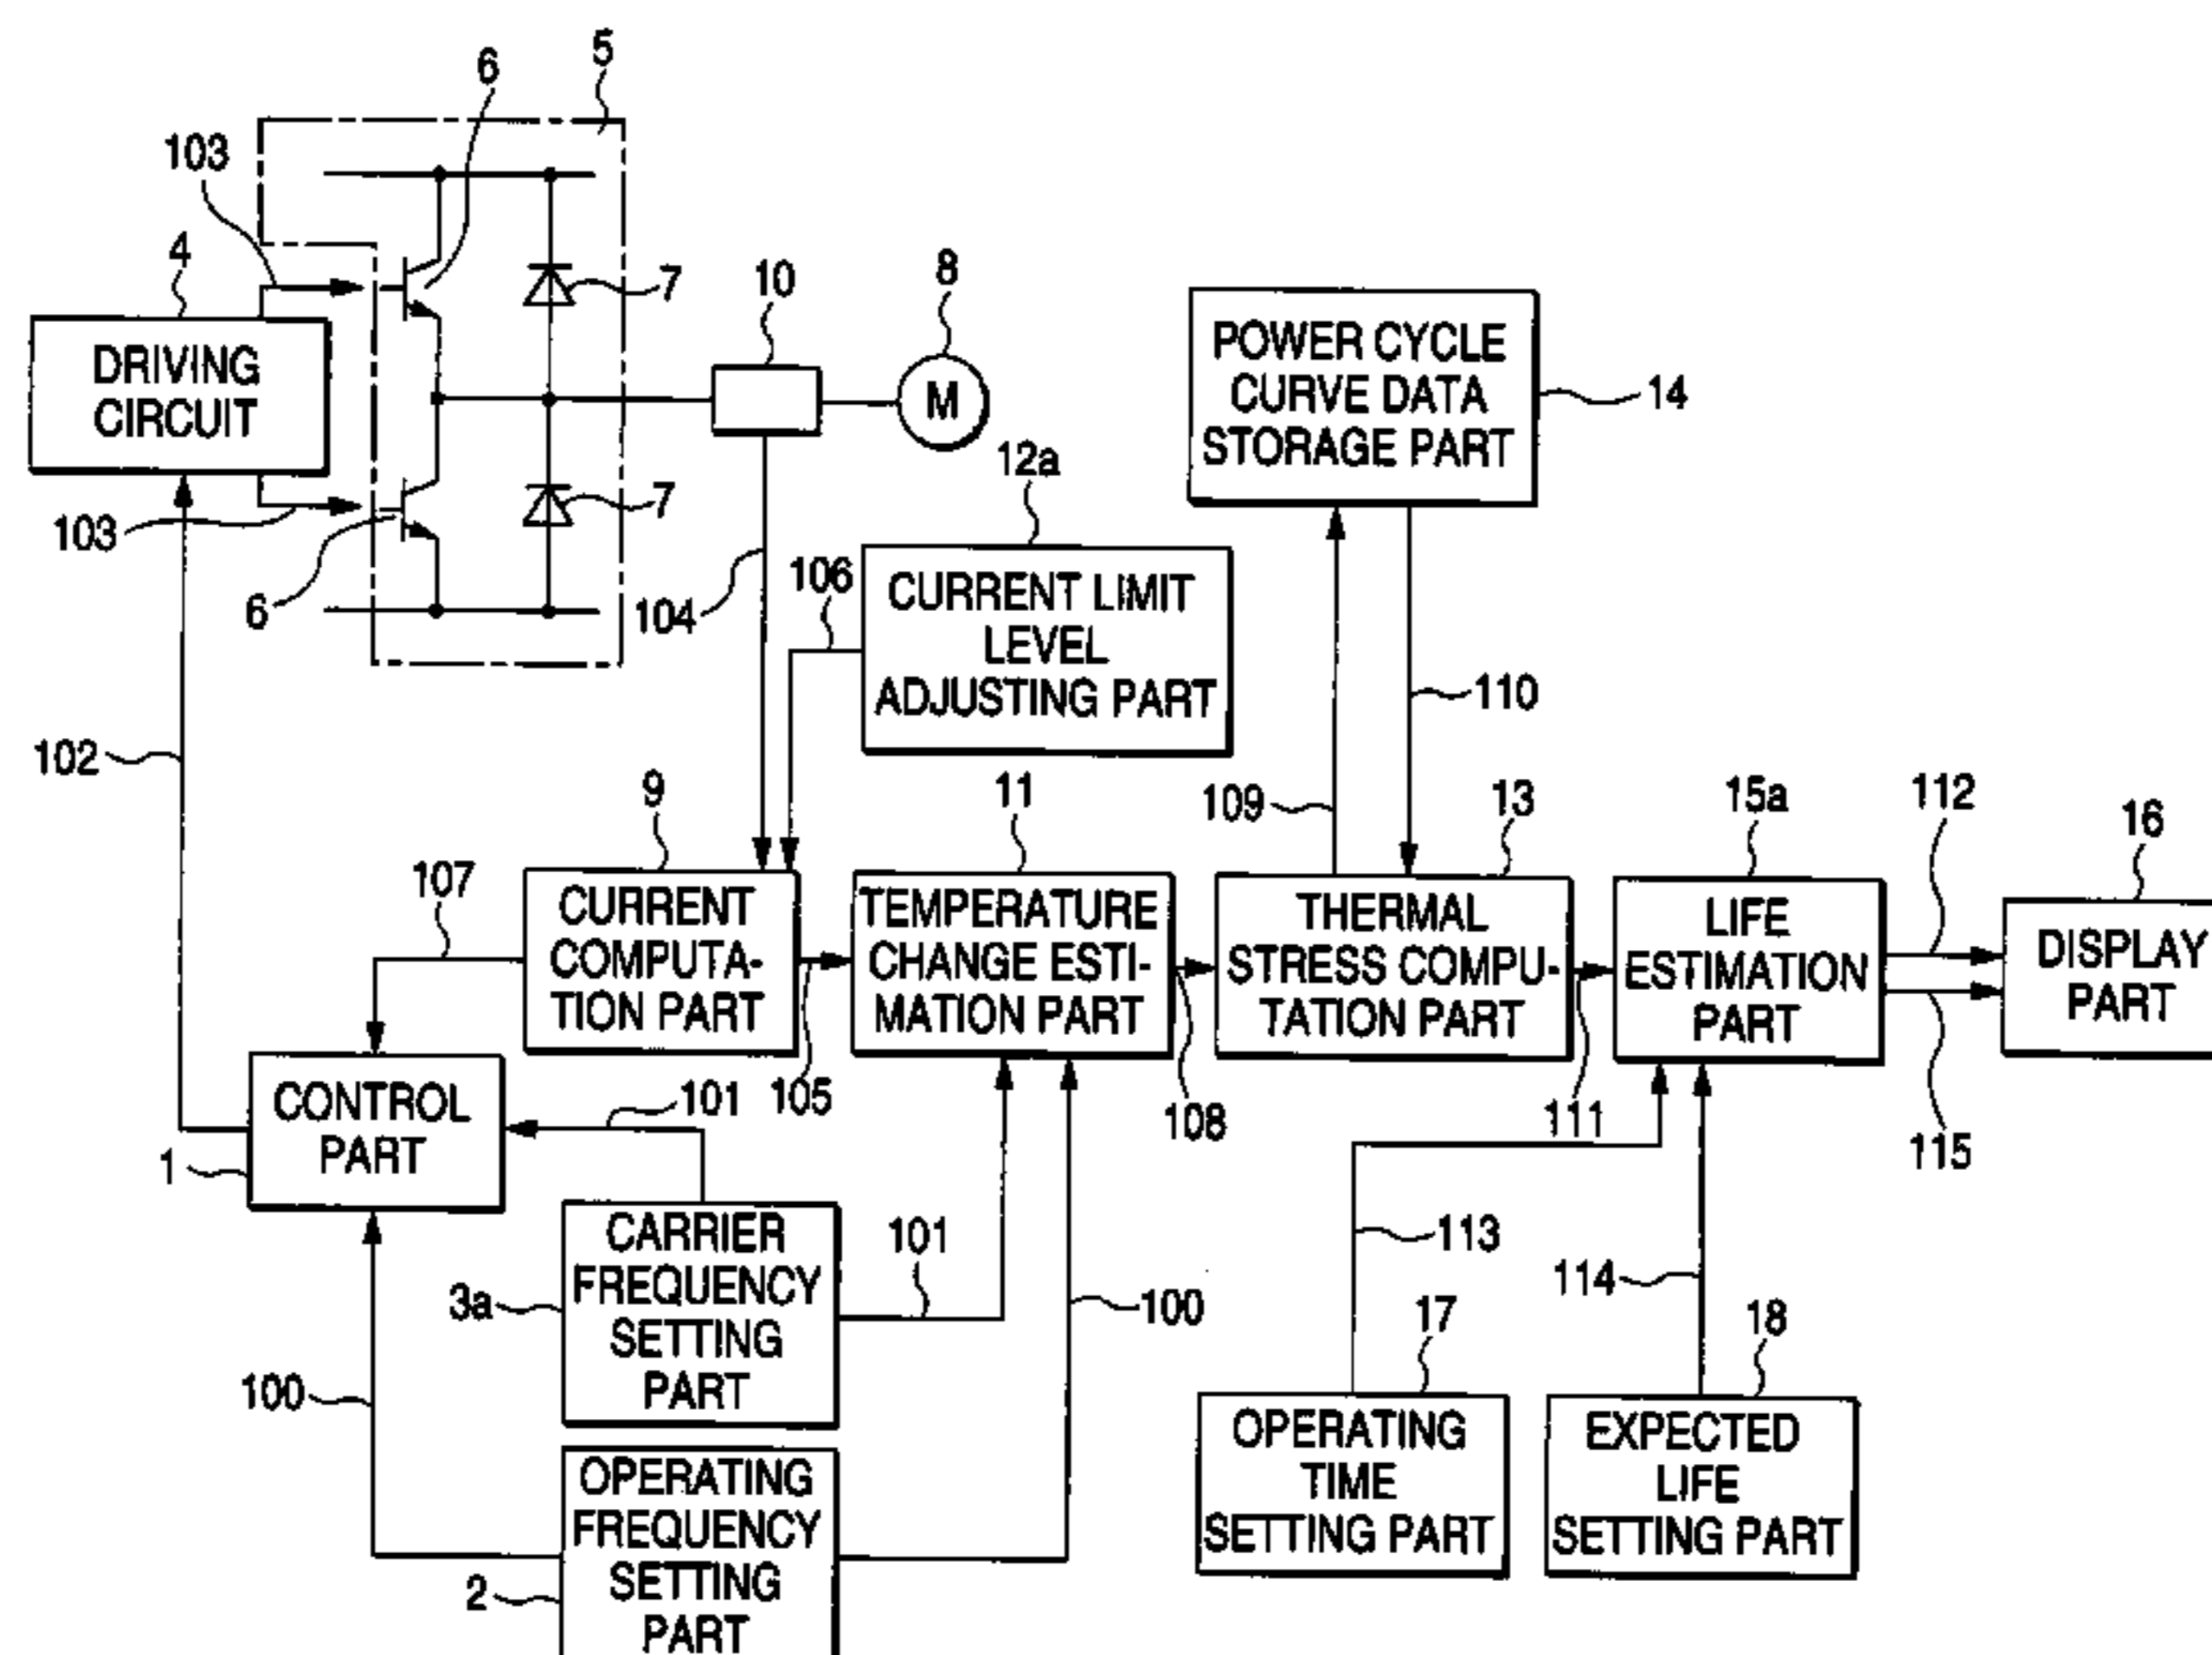 5
6
103
4
7
10
8
DRIVING
CIRCUIT
M
POWER CYCLE
CURVE DATA
STORAGE PART
14
12a
7
103
6
104
106
CURRENT LIMIT
LEVEL
ADJUSTING PART
110
102
9
11
109
13
15a
112
16
107
CURRENT
COMPUTA-
TION PART
TEMPERATURE
CHANGE ESTI-
MATION PART
THERMAL
STRESS COMPU-
TATION PART
LIFE
ESTIMATION
PART
DISPLAY
PART
105
108
111
115
CONTROL
PART
1
101
CARRIER
FREQUENCY
SETTING
PART
3a
101
100
113
114
17
18
100
OPERATING
FREQUENCY
SETTING
PART
2
OPERATING
TIME
SETTING PART
EXPECTED
LIFE
SETTING PART